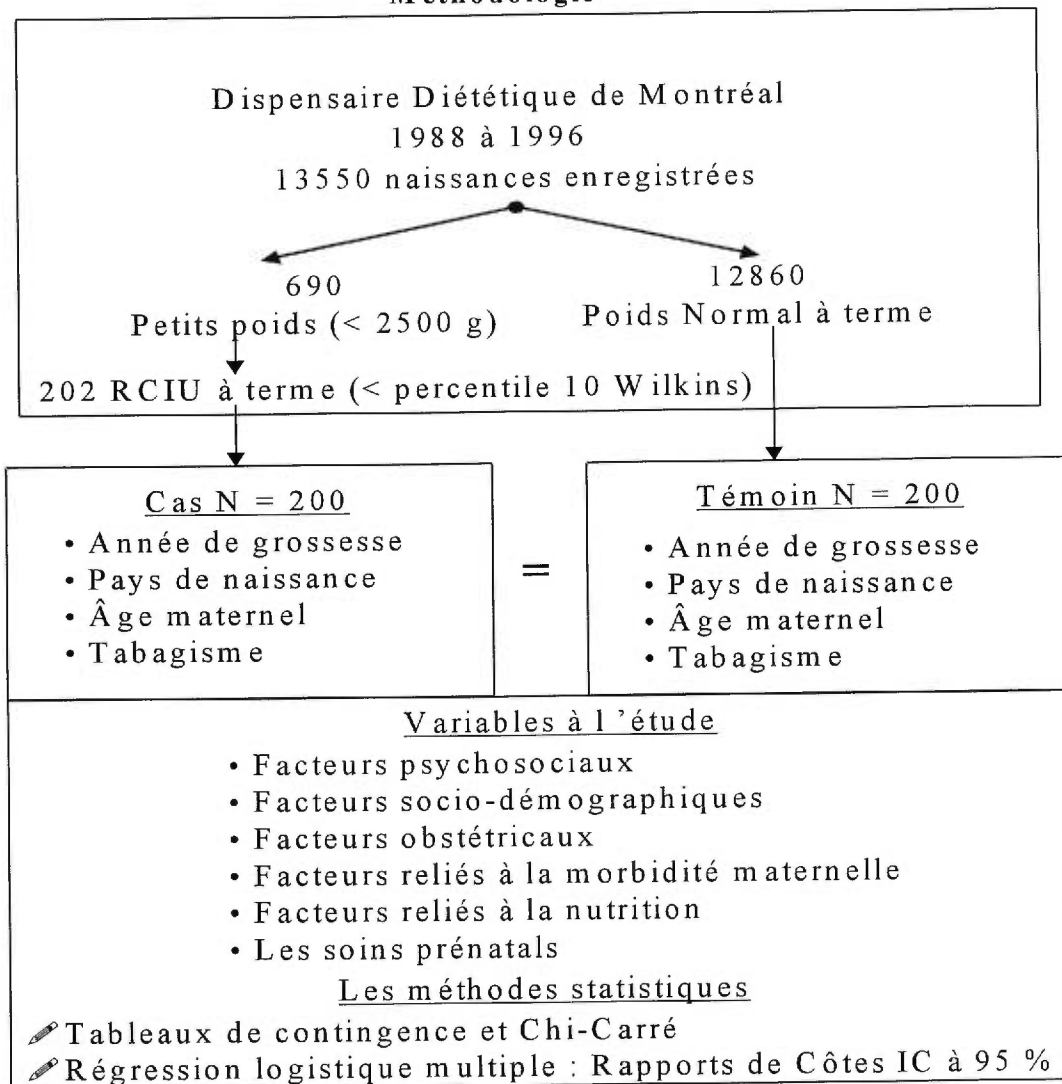 Dispensaire Diététique de Montréal
1988 à 1996
13550 naissances enregistrées
690
Petits poids (< 2500 g)
12860
Poids Normal à terme
202 RCIU à terme (< percentile 10 Wilkins)
Cas N = 200
• Année de grossesse
• Pays de naissance
• Âge maternel
• Tabagisme
=
Témoin N = 200
• Année de grossesse
• Pays de naissance
• Âge maternel
• Tabagisme
Variables à l'étude
• Facteurs psychosociaux
• Facteurs socio-démographiques
• Facteurs obstétricaux
• Facteurs reliés à la morbidité maternelle
• Facteurs reliés à la nutrition
• Les soins prénatals
Les méthodes statistiques
Tableaux de contingence et Chi-Carré
Régression logistique multiple : Rapports de Côtes IC à 95 %